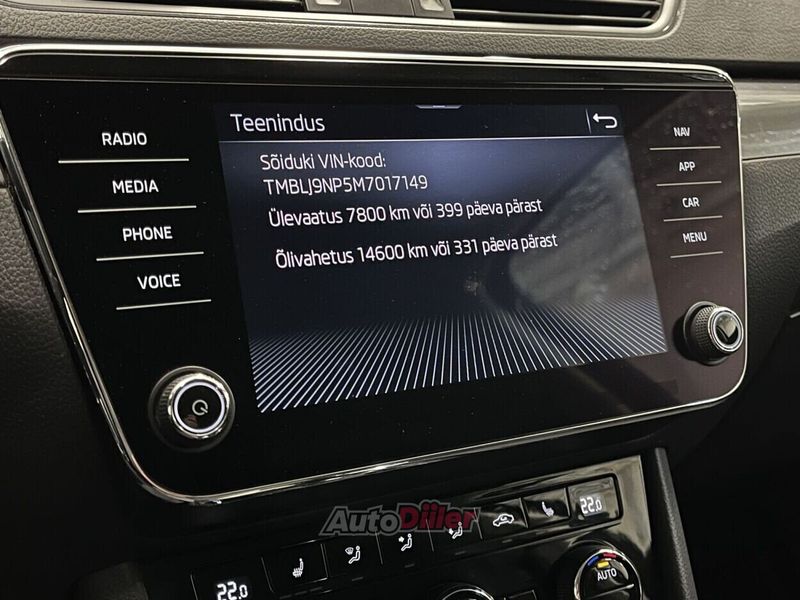 RADIO
MEDIA
PHONE
VOICE
Teenindus
Sõiduki VIN-kood:
TMBLJ9NP5M7017149
Ülevaatus 7800 km või 399 päeva pärast
Õlivahetus 14600 km või 331 päeva pärast
NAV
APP
CAR
MENU
AutoDiiler
22.0
22.0
AUTO